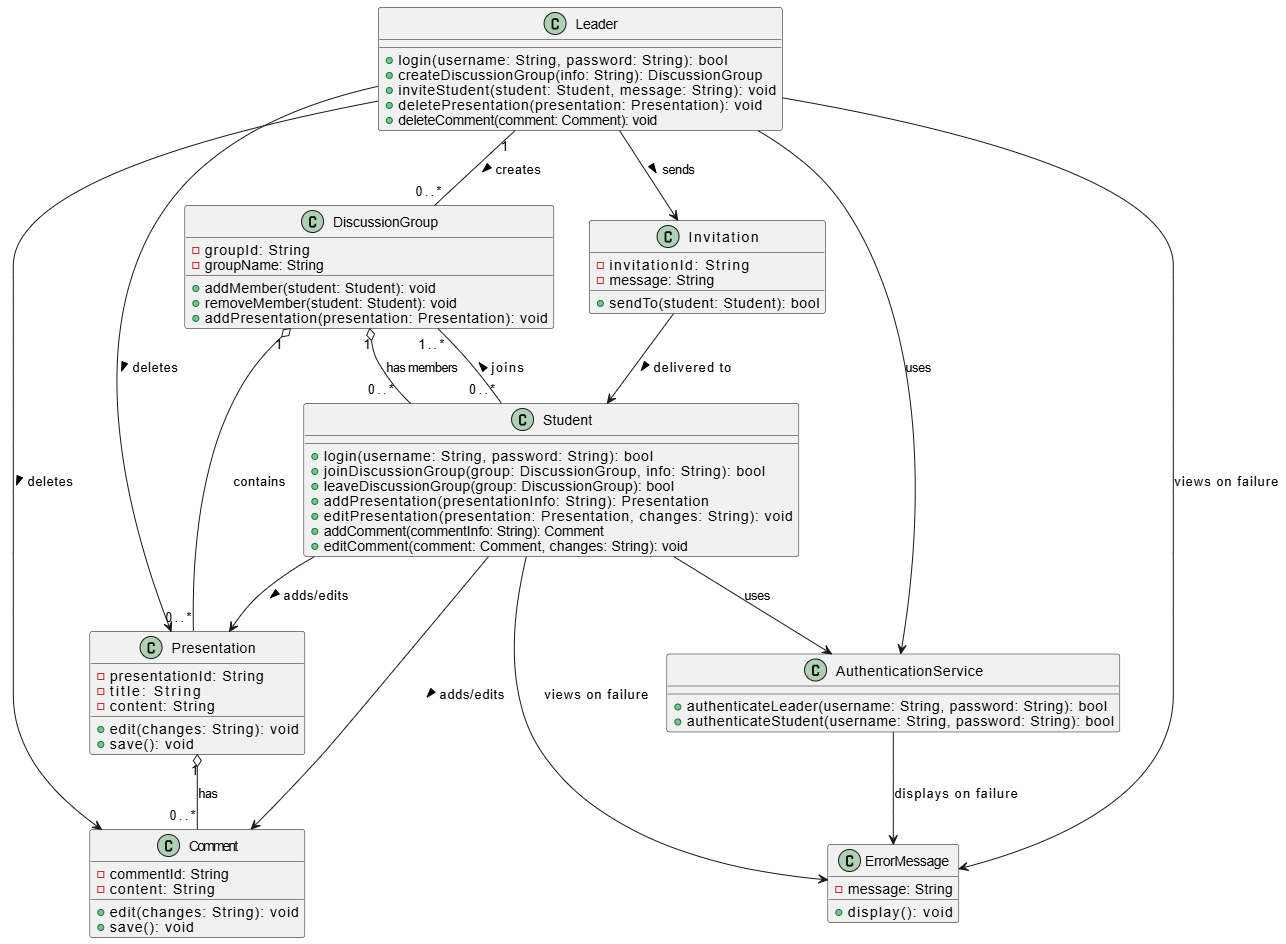 C Leader
login(username: String, password: String): bool
createDiscussionGroup(info: String): DiscussionGroup
inviteStudent(student: Student, message: String): void
deletePresentation(presentation: Presentation): void
deleteComment(comment: Comment): void
1
creates
sends
0..*
C DiscussionGroup
groupId: String
groupName: String
addMember(student: Student): void
removeMember(student: Student): void
addPresentation(presentation: Presentation): void
C Invitation
invitationId: String
message: String
sendTo(student: Student): bool
1
1
1..*
deletes
has members
joins
delivered to
uses
0..*
0..*
C Student
login(username: String, password: String): bool
joinDiscussionGroup(group: DiscussionGroup, info: String): bool
leaveDiscussionGroup(group: DiscussionGroup): bool
addPresentation(presentationInfo: String): Presentation
editPresentation(presentation: Presentation, changes: String): void
addComment(commentInfo: String): Comment
editComment(comment: Comment, changes: String): void
deletes
contains
views on failure
adds/edits
uses
0..*
C Presentation
presentationId: String
title: String
content: String
edit(changes: String): void
save(): void
C AuthenticationService
authenticateLeader(username: String, password: String): bool
authenticateStudent(username: String, password: String): bool
adds/edits
views on failure
1
has
displays on failure
0..*
C Comment
commentId: String
content: String
edit(changes: String): void
save(): void
C ErrorMessage
message: String
display(): void